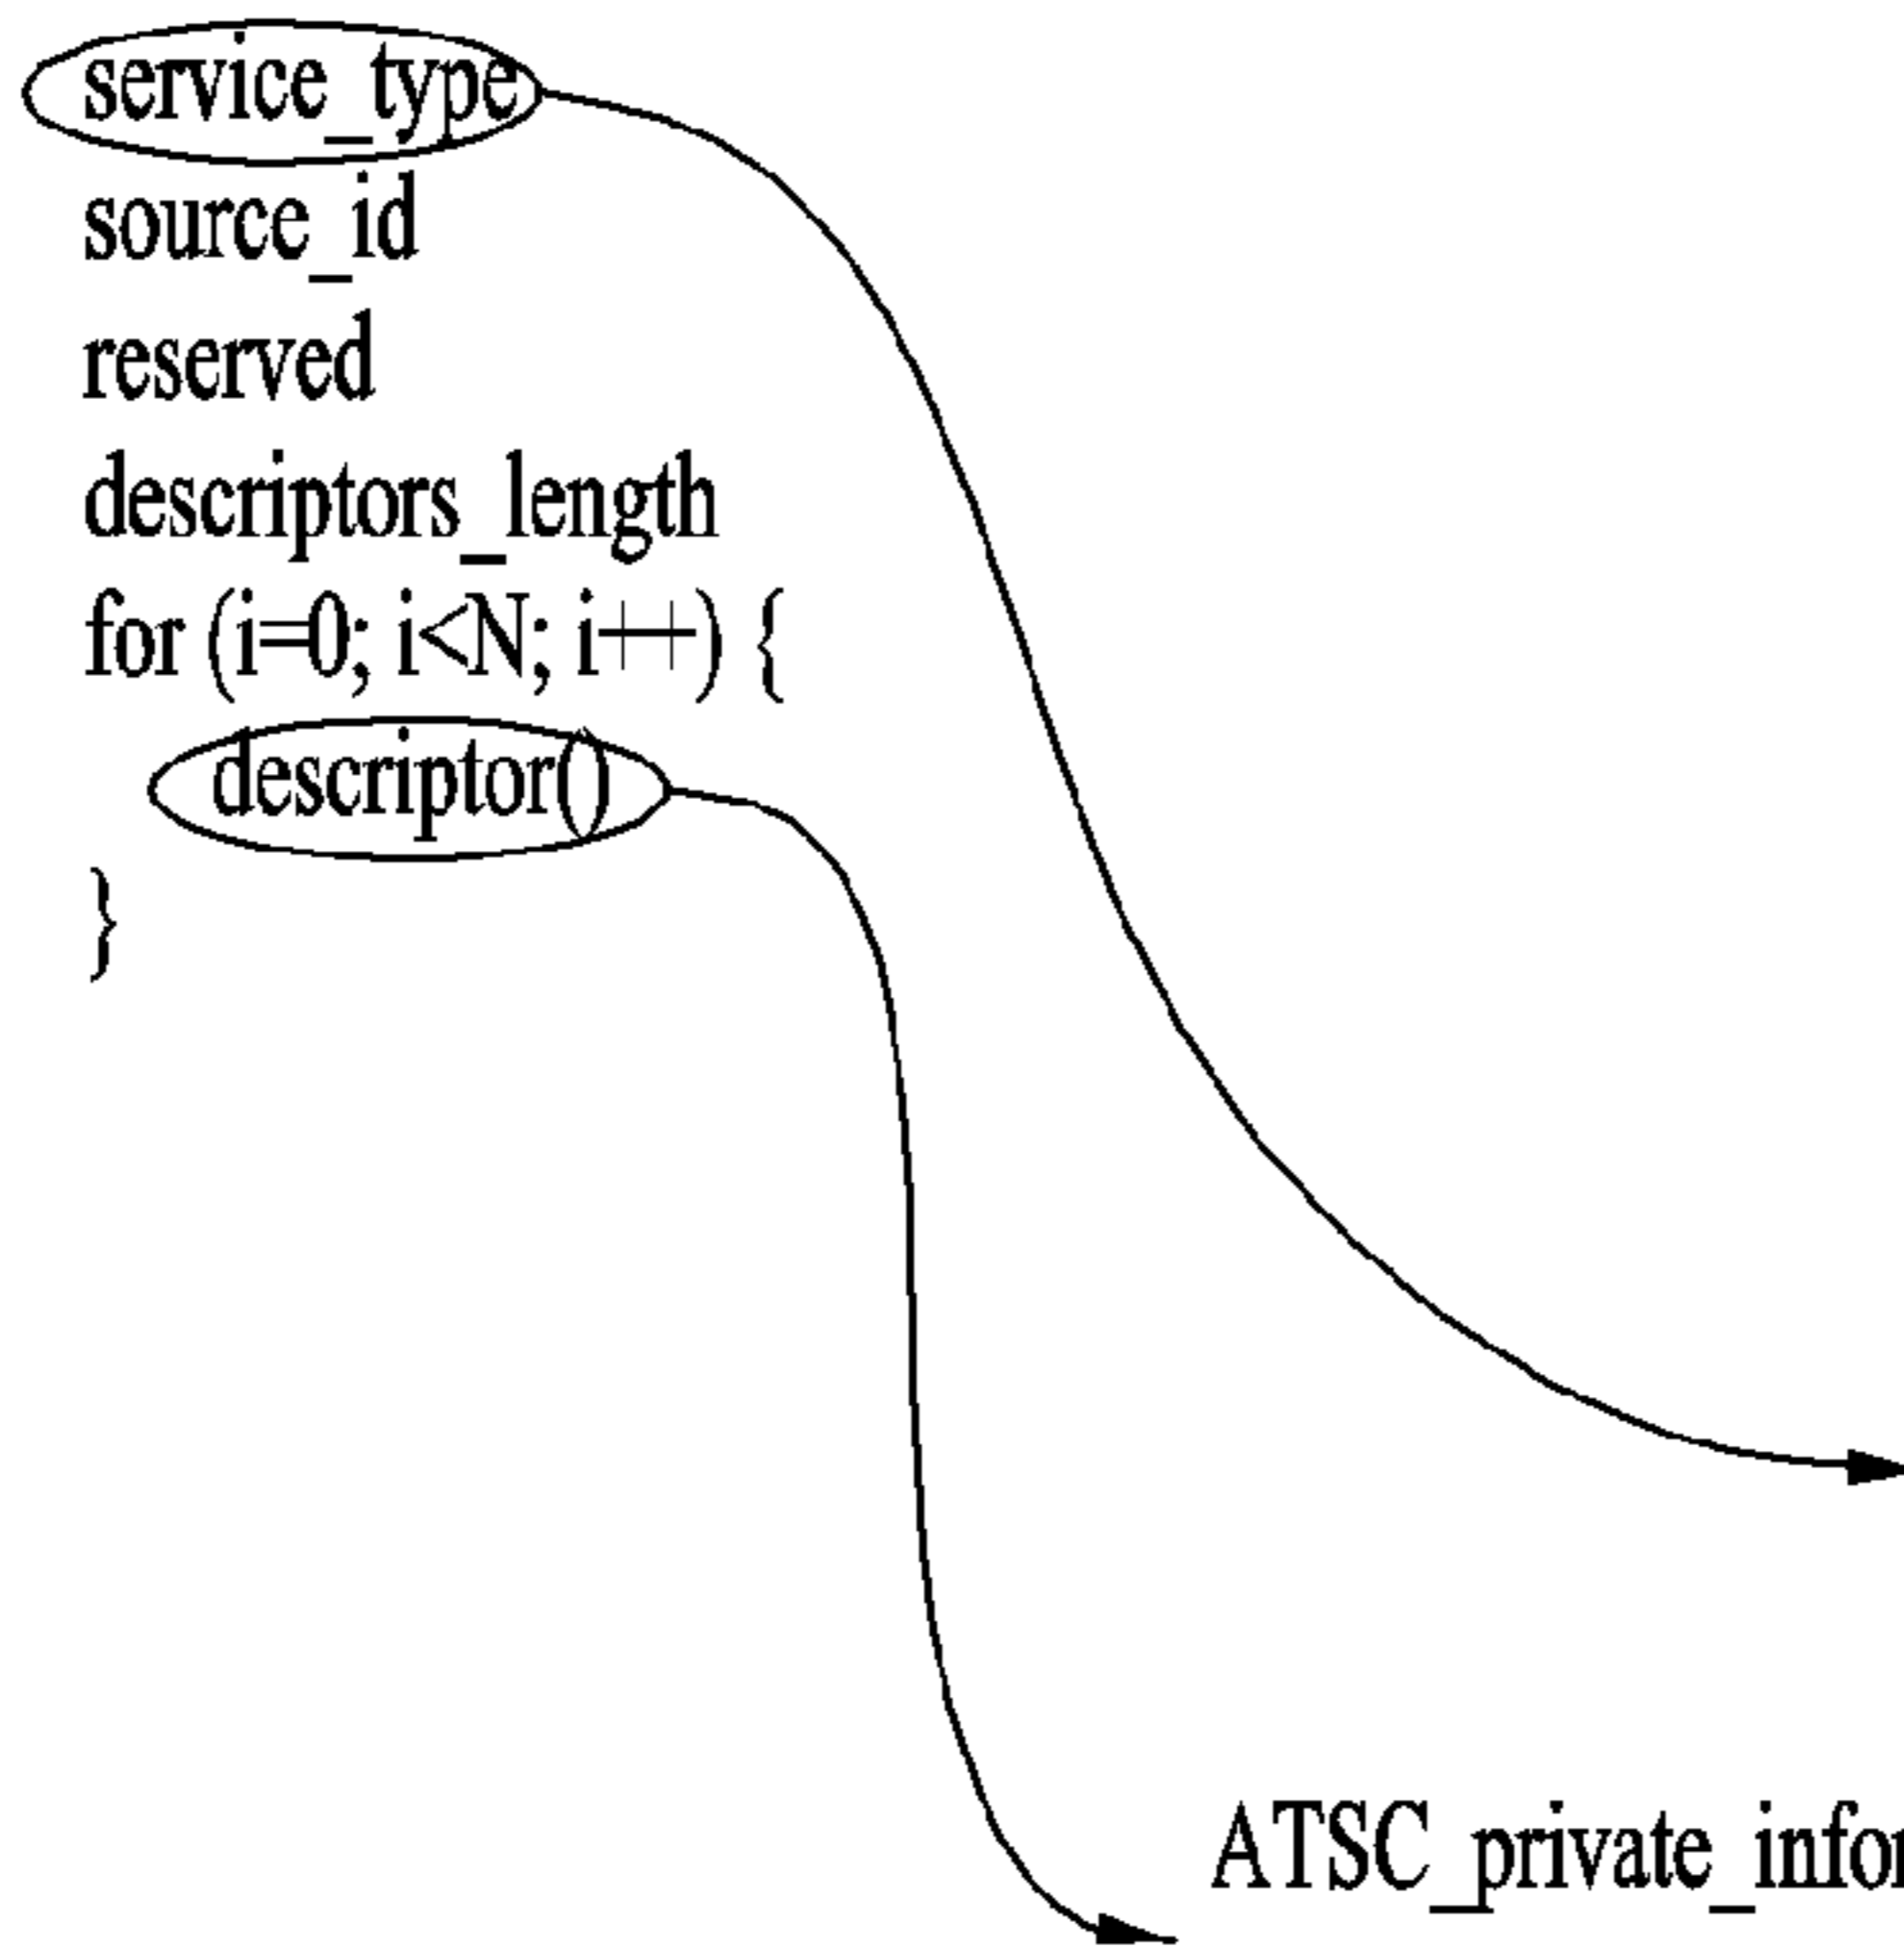 service_type
source_id
reserved
descriptors_length
for (i=0; i<N; i++) {
descriptor()
}
ATSC_private_infor